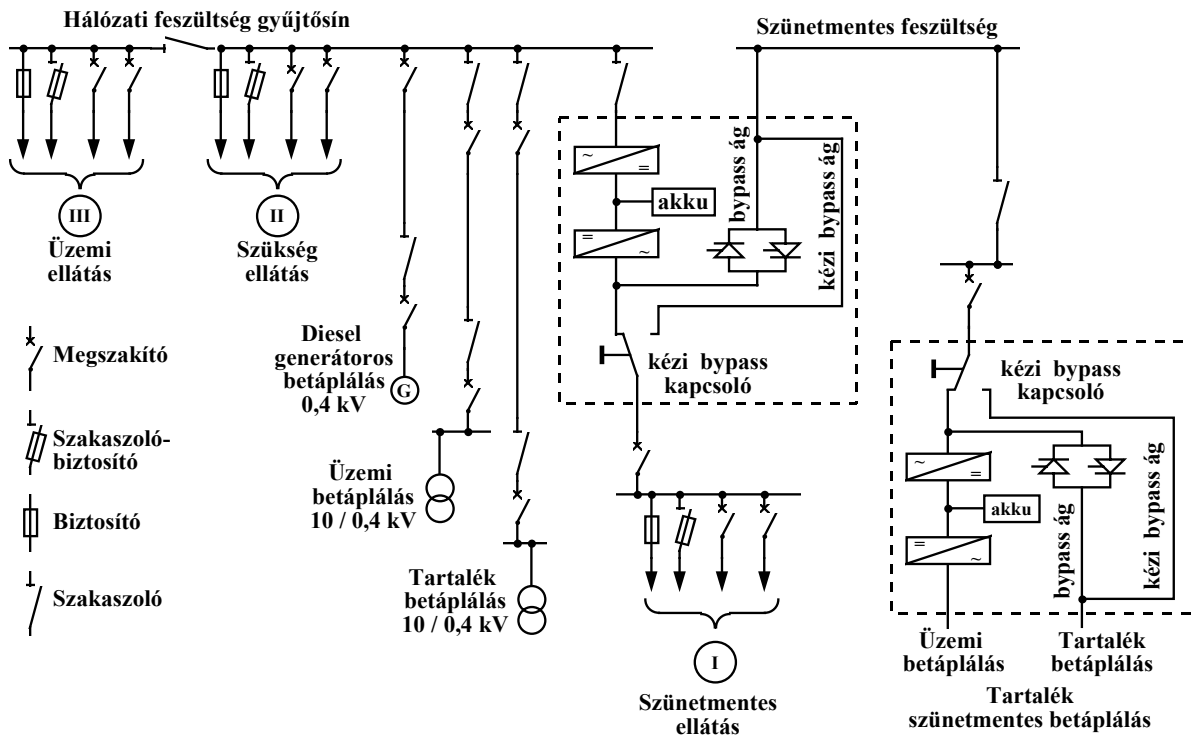 Hálózati feszültség gyűjtősín
Szünetmentes feszültség
III
Üzemi
ellátás
II
Szükség
ellátás
~
=
akku
=
~
bypass ág
kézi bypass ág
kézi bypass
kapcsoló
Megszakító
Szakaszoló-
biztosító
Biztosító
Szakaszoló
Diesel
generátoros
betáplálás
0,4 kV
G
Üzemi
betáplálás
10 / 0,4 kV
Tartalék
betáplálás
10 / 0,4 kV
I
Szünetmentes
ellátás
kézi bypass
kapcsoló
~
=
akku
=
~
bypass ág
kézi bypass ág
Üzemi
betáplálás
Tartalék
betáplálás
Tartalék
szünetmentes betáplálás